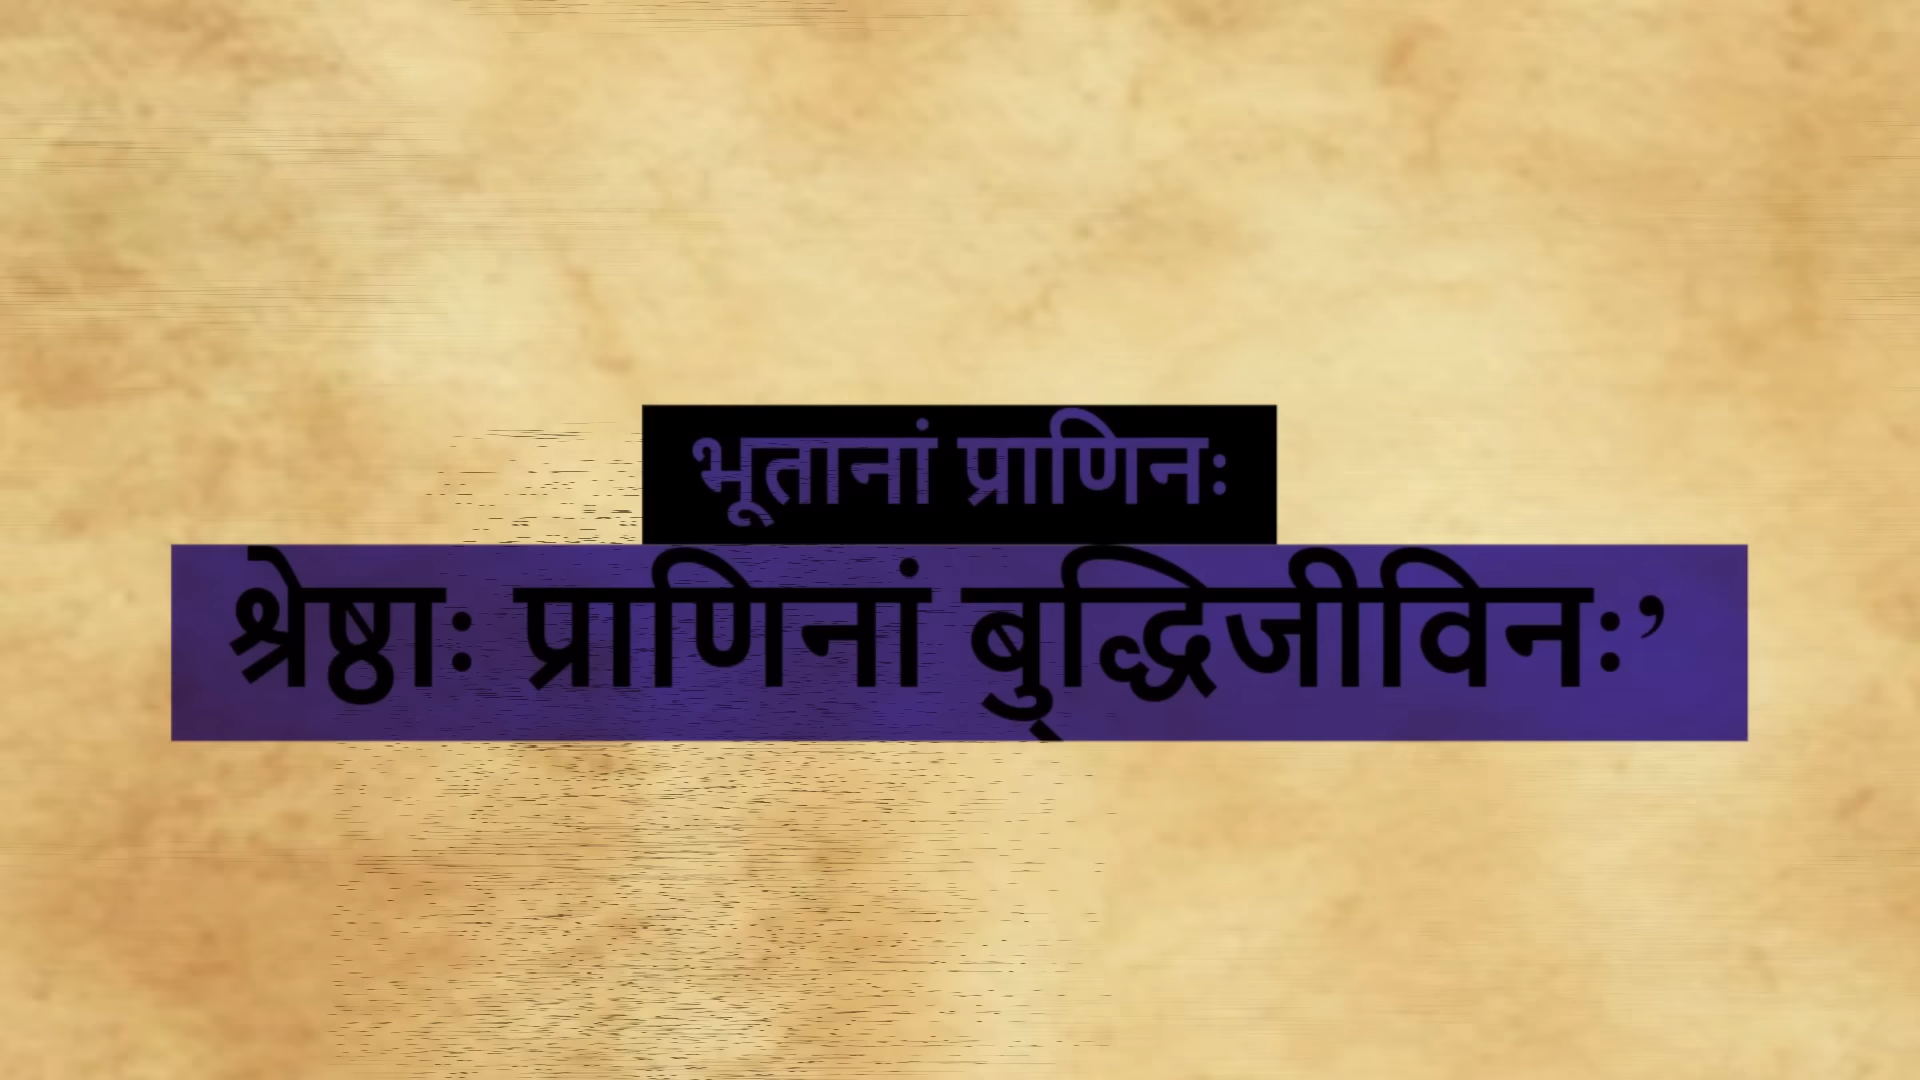 भूतानां प्राणिनः
श्रेष्ठाः प्राणिनां बुद्धिजीविनः’